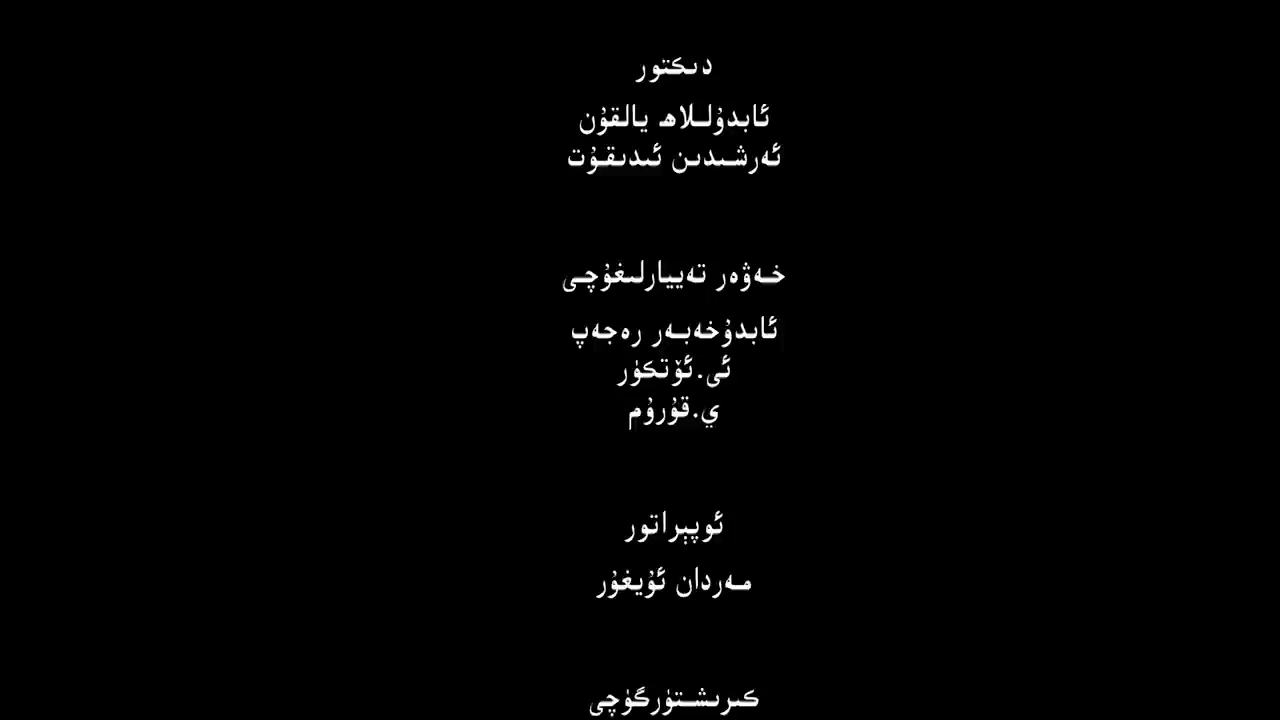 دىكتور
ئابدۇللاھ يالقۇن
ئەرشىدىن ئىدىقۇت
خەۋەر تەييارلىغۇچى
ئابدۇخەبەر رەجەپ
ئى.ئۆتكۈر
ي.قۇرۇم
ئوپېراتور
مەردان ئۇيغۇر
كىرىشتۈرگۈچى